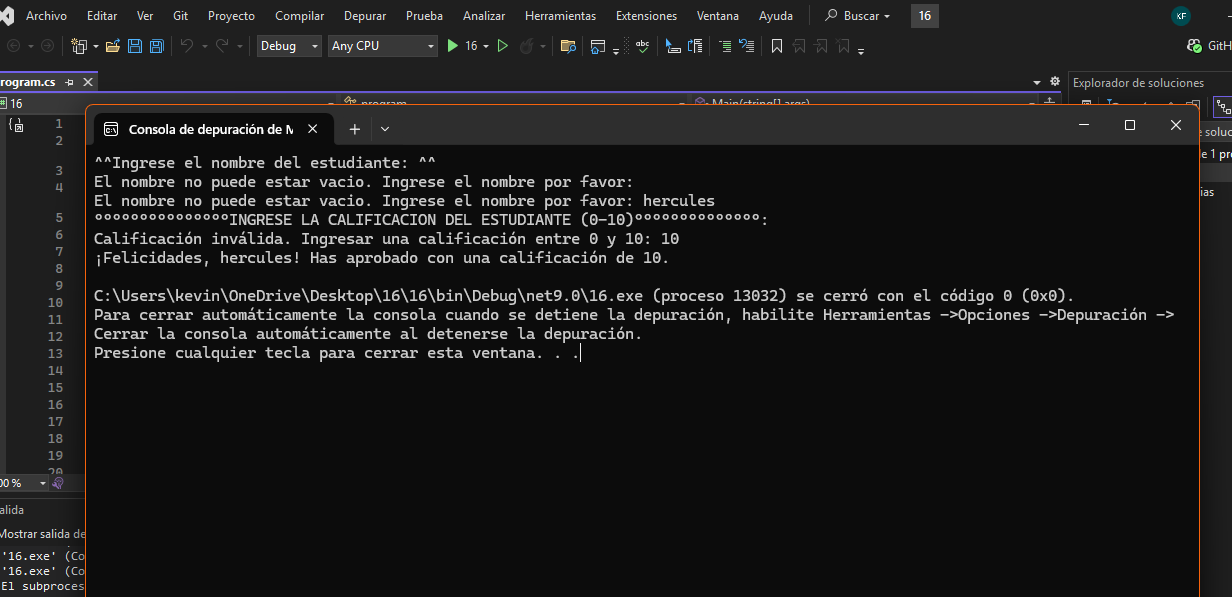 Archivo Editar Ver Git Proyecto Compilar Depurar Prueba Analizar Herramientas Extensiones Ventana Ayuda Buscar 16 KF
Debug Any CPU 16 abc GitH
rogram.cs Explorador de soluciones
16 program Main(string[] args)
Consola de depuración de M
^^Ingrese el nombre del estudiante: ^^
El nombre no puede estar vacio. Ingrese el nombre por favor:
El nombre no puede estar vacio. Ingrese el nombre por favor: hercules
°°°°°°°°°°°°°°°INGRESE LA CALIFICACION DEL ESTUDIANTE (0-10)°°°°°°°°°°°°°°:
Calificación inválida. Ingresar una calificación entre 0 y 10: 10
¡Felicidades, hercules! Has aprobado con una calificación de 10.
C:\Users\kevin\OneDrive\Desktop\16\16\bin\Debug\net9.0\16.exe (proceso 13032) se cerró con el código 0 (0x0).
Para cerrar automáticamente la consola cuando se detiene la depuración, habilite Herramientas ->Opciones ->Depuración ->
Cerrar la consola automáticamente al detenerse la depuración.
Presione cualquier tecla para cerrar esta ventana. . .
1
2
3
4
5
6
7
8
9
10
11
12
13
14
15
16
17
18
19
20
e soluc
e 1 pr
ias
00 %
alida
Mostrar salida de
'16.exe' (Co
'16.exe' (Co
El subproces